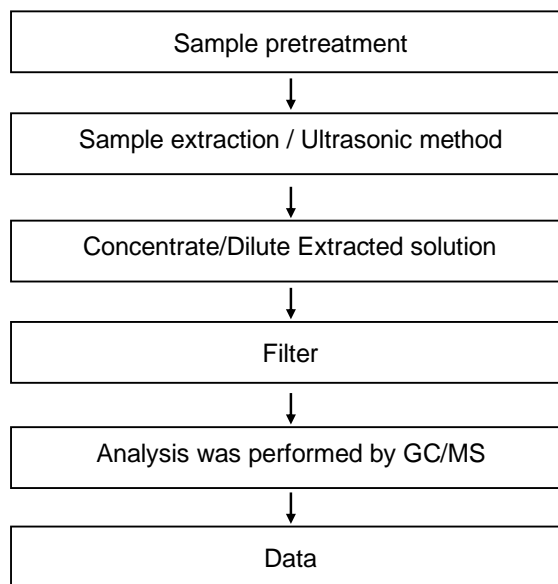 Sample pretreatment
Sample extraction / Ultrasonic method
Concentrate/Dilute Extracted solution
Filter
Analysis was performed by GC/MS
Data